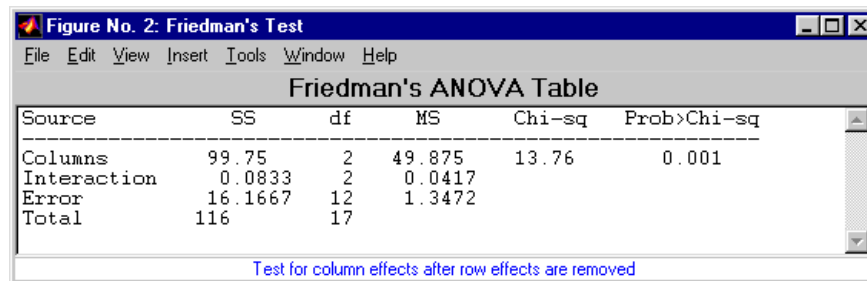 Figure No. 2: Friedman's Test
File Edit View Insert Tools Window Help
Friedman's ANOVA Table
Source SS df MS Chi-sq Prob>Chi-sq
Columns 99.75 2 49.875 13.76 0.001
Interaction 0.0833 2 0.0417
Error 16.1667 12 1.3472
Total 116 17
Test for column effects after row effects are removed